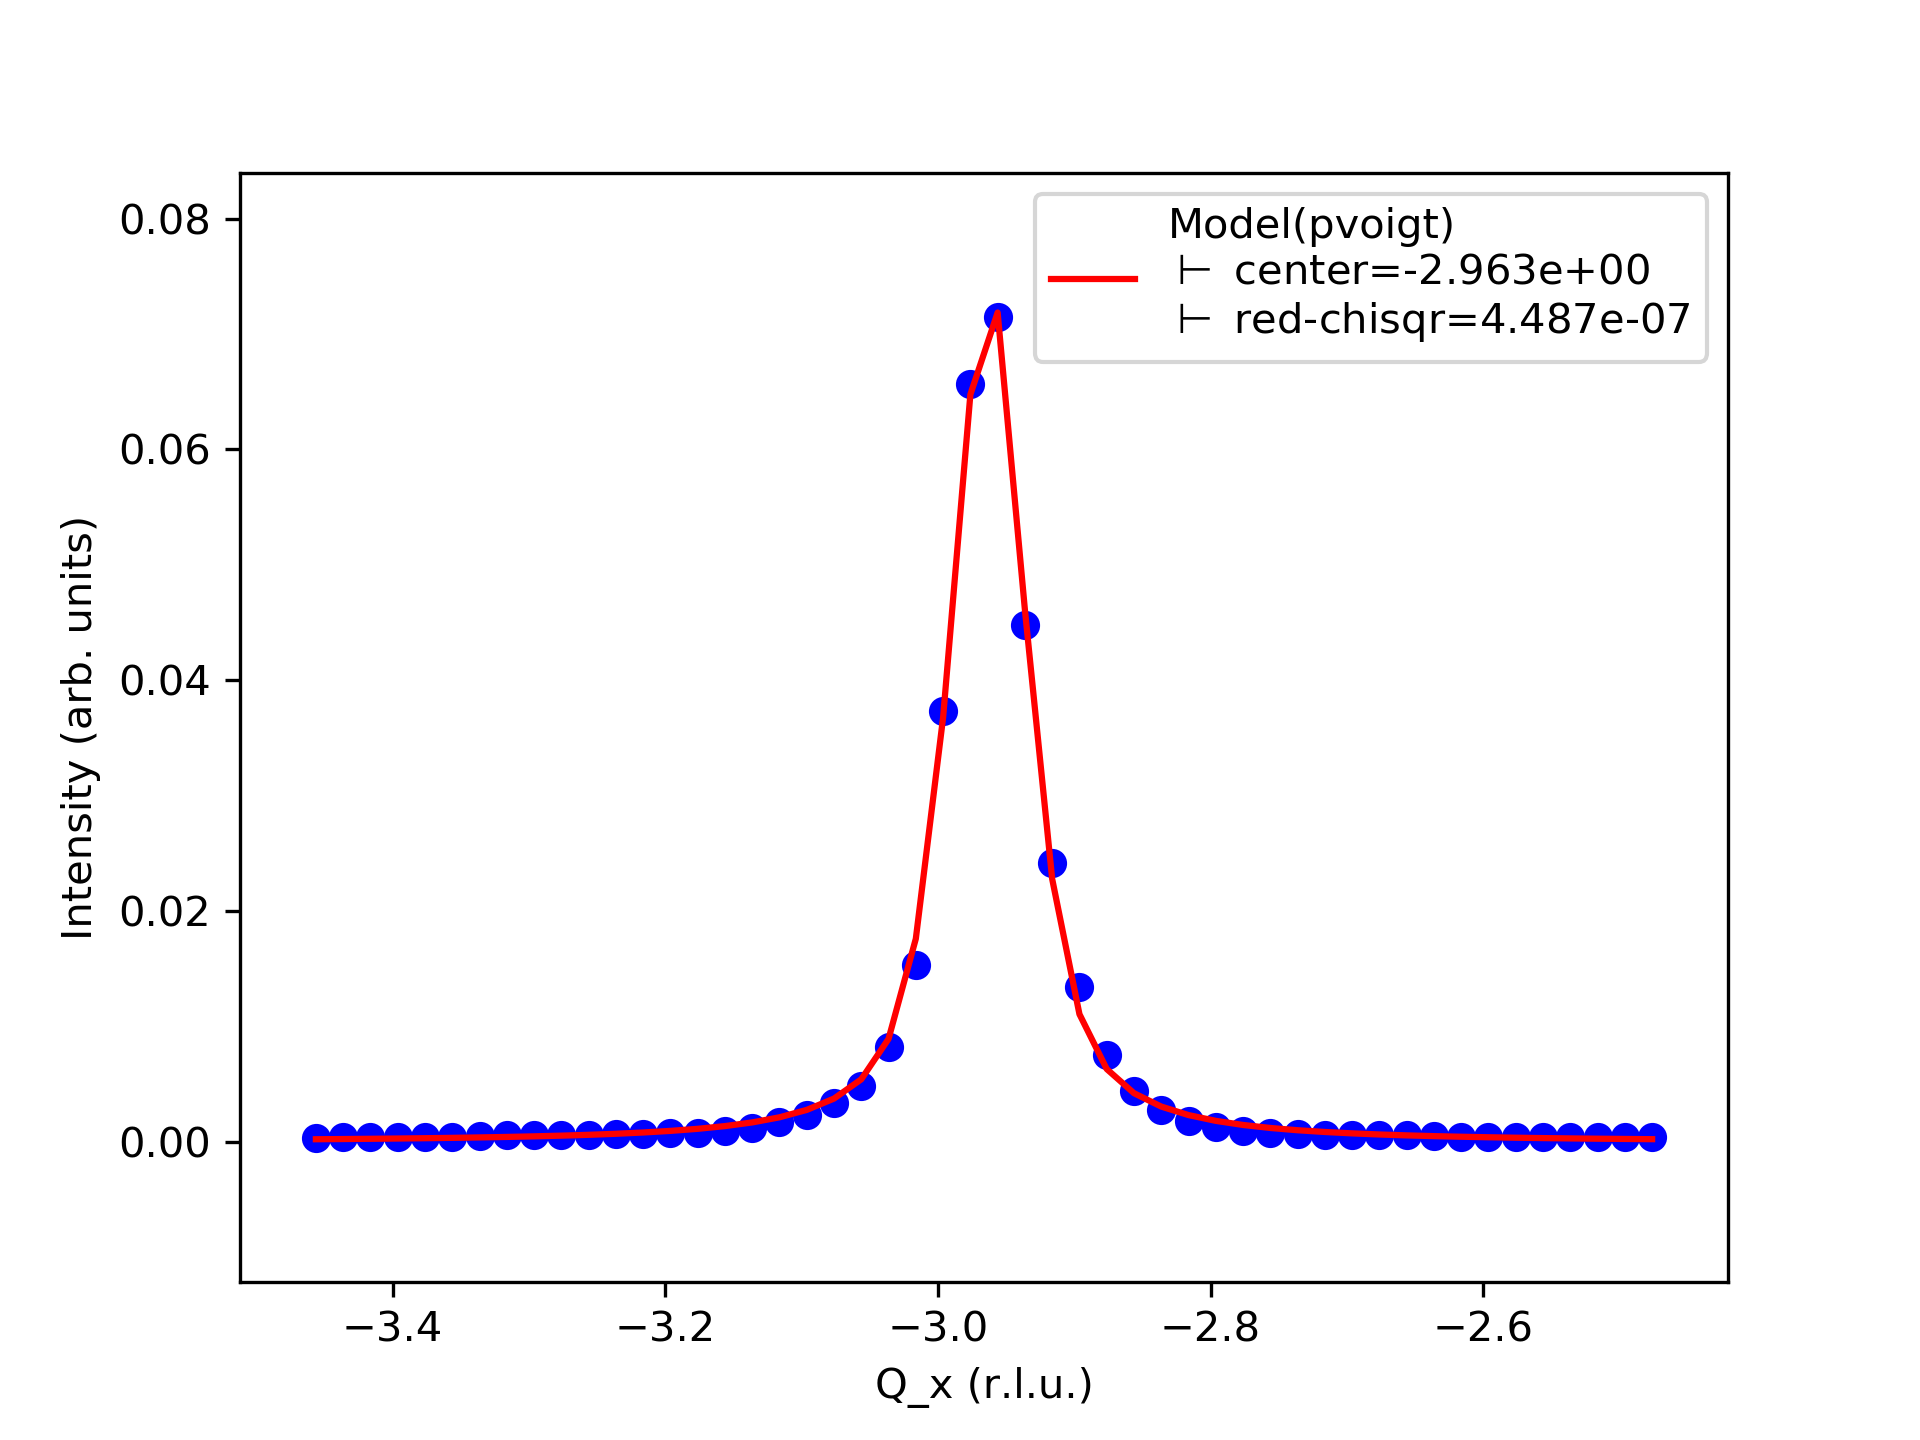 Model(pvoigt)
⊢ center=-2.963e+00
⊢ red-chisqr=4.487e-07
0.08
0.06
0.04
0.02
0.00
Intensity (arb. units)
−3.4 −3.2 −3.0 −2.8 −2.6
Q_x (r.l.u.)